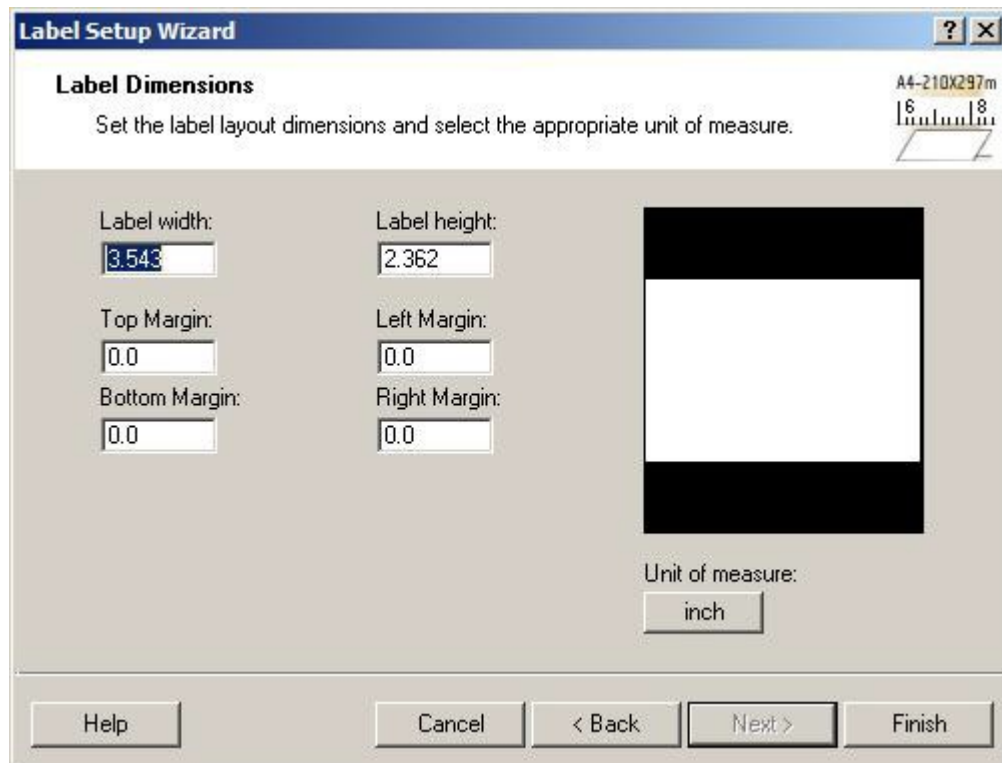 Label Setup Wizard
Label Dimensions
Set the label layout dimensions and select the appropriate unit of measure.
A4-210X297m
6 8
Label width:
Label height:
3.543
2.362
Top Margin:
Left Margin:
0.0
0.0
Bottom Margin:
Right Margin:
0.0
0.0
Unit of measure:
inch
Help
Cancel
< Back
Next >
Finish